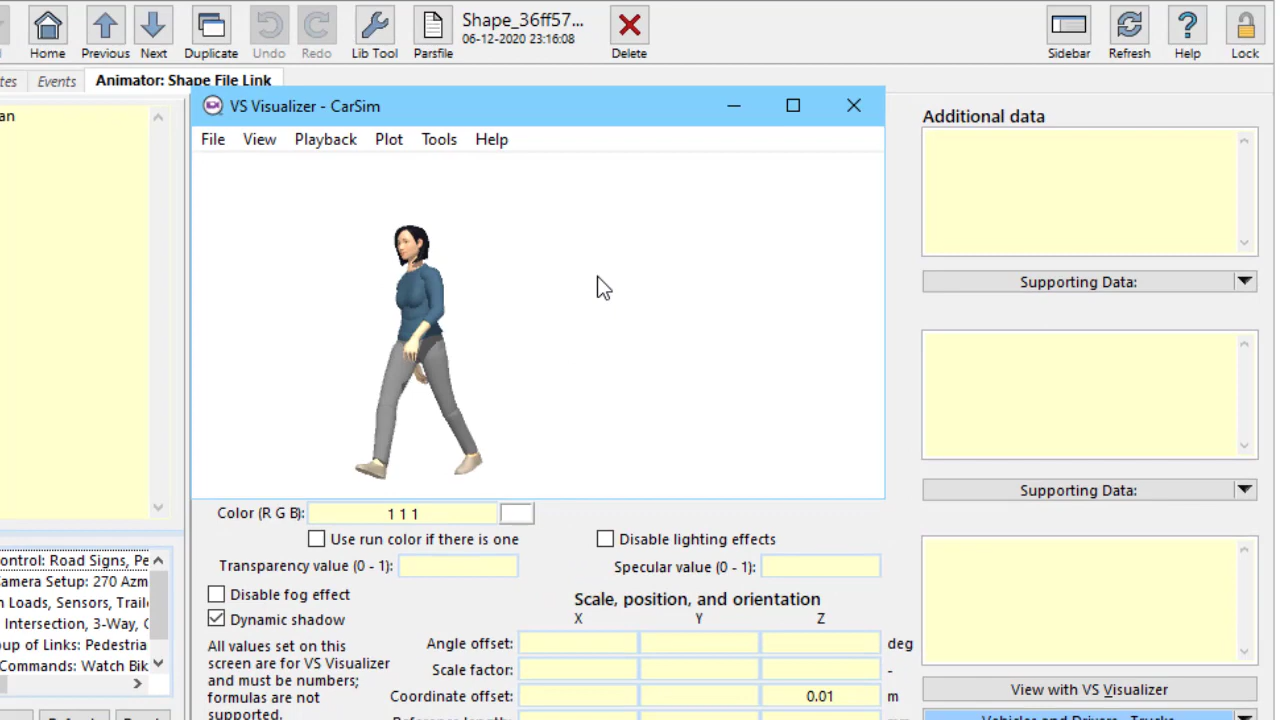 Home
Previous
Next
Duplicate
Undo
Redo
Lib Tool
Parsfile
Shape_36ff57...
06-12-2020 23:16:08
Delete
Sidebar
Refresh
Help
Lock
Events
Animator: Shape File Link
VS Visualizer - CarSim
File View Playback Plot Tools Help
Additional data
Supporting Data:
Supporting Data:
Color (R G B): 1 1 1
Use run color if there is one
Disable lighting effects
Transparency value (0 - 1):
Specular value (0 - 1):
Disable fog effect
Dynamic shadow
Scale, position, and orientation
X Y Z
All values set on this
screen are for VS Visualizer
and must be numbers;
formulas are not
supported.
Angle offset: deg
Scale factor: -
Coordinate offset: 0.01 m
ontrol: Road Signs, Pe
amera Setup: 270 Azm
n Loads, Sensors, Traile
Intersection, 3-Way, C
oup of Links: Pedestria
Commands: Watch Bik
View with VS Visualizer